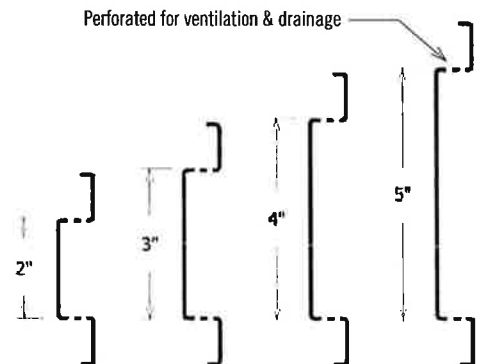 Perforated for ventilation & drainage
2"
3"
4"
5"